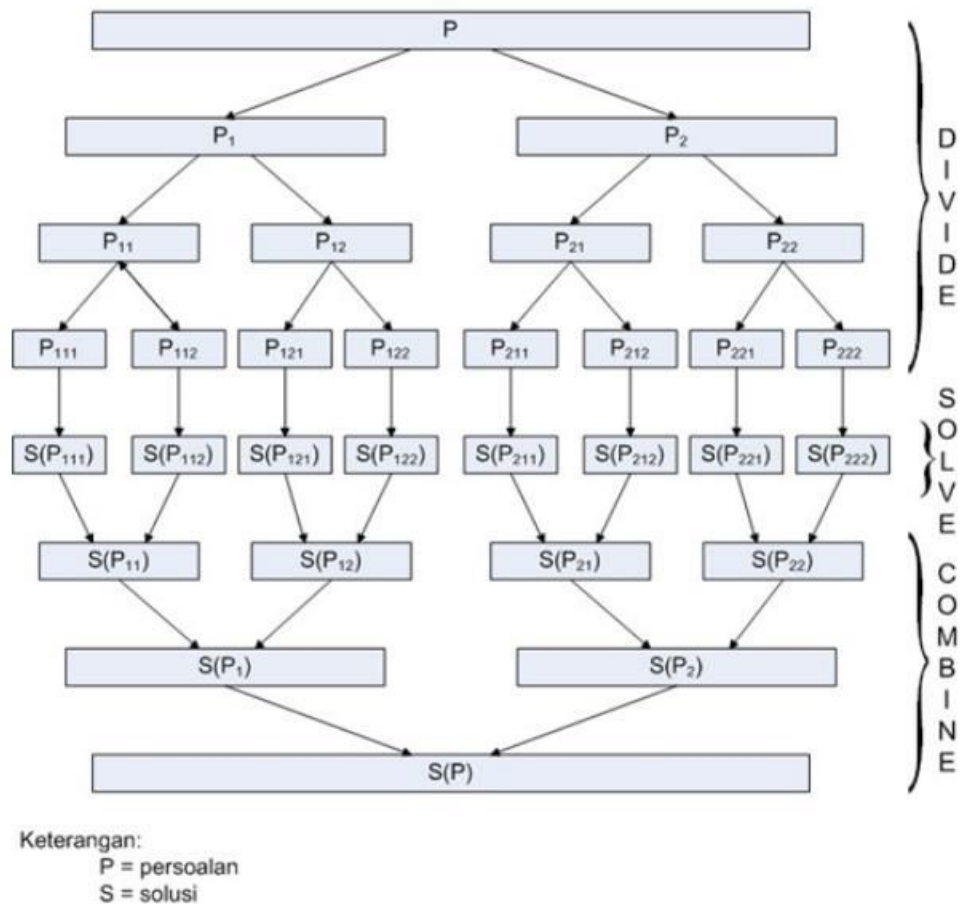 P
P₁ P₂
P₁₁ P₁₂ P₂₁ P₂₂
P₁₁₁ P₁₁₂ P₁₂₁ P₁₂₂ P₂₁₁ P₂₁₂ P₂₂₁ P₂₂₂
DIVIDE
S(P₁₁₁) S(P₁₁₂) S(P₁₂₁) S(P₁₂₂) S(P₂₁₁) S(P₂₁₂) S(P₂₂₁) S(P₂₂₂)
SOLVE
S(P₁₁) S(P₁₂) S(P₂₁) S(P₂₂)
S(P₁) S(P₂)
S(P)
COMBINE
Keterangan:
P = persoalan
S = solusi